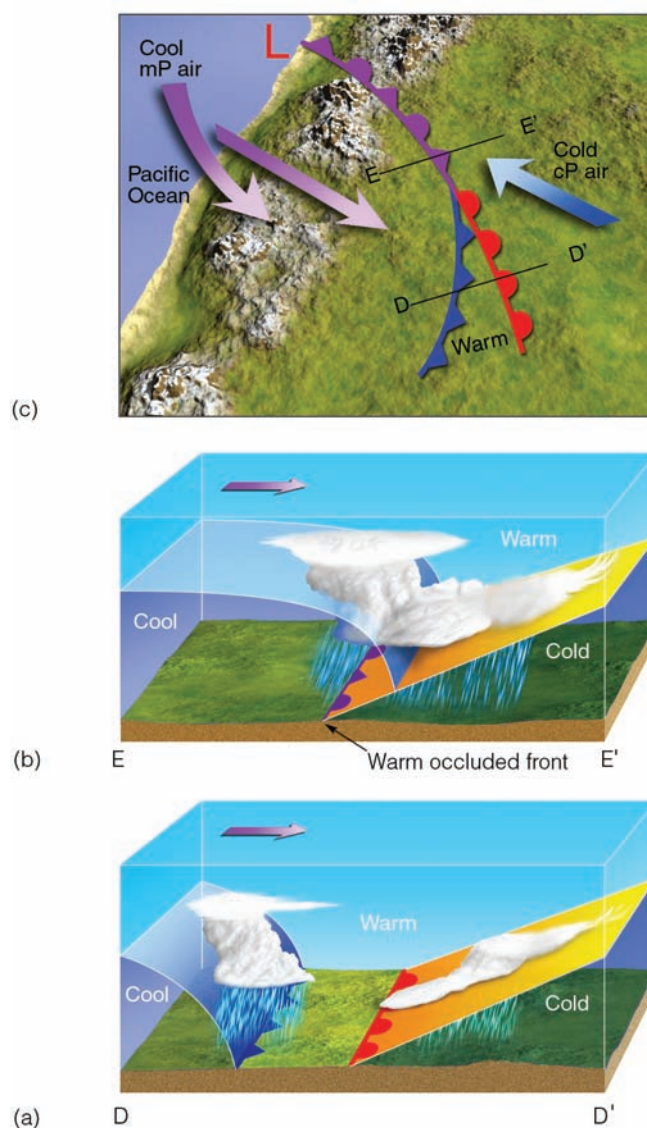 L
Cool
mP air
E'
E
Cold
cP air
Pacific
Ocean
D'
D
Warm
(c)
Warm
Cool
Cold
(b)
E
Warm occluded front
E'
Warm
Cool
Cold
(a)
D
D'